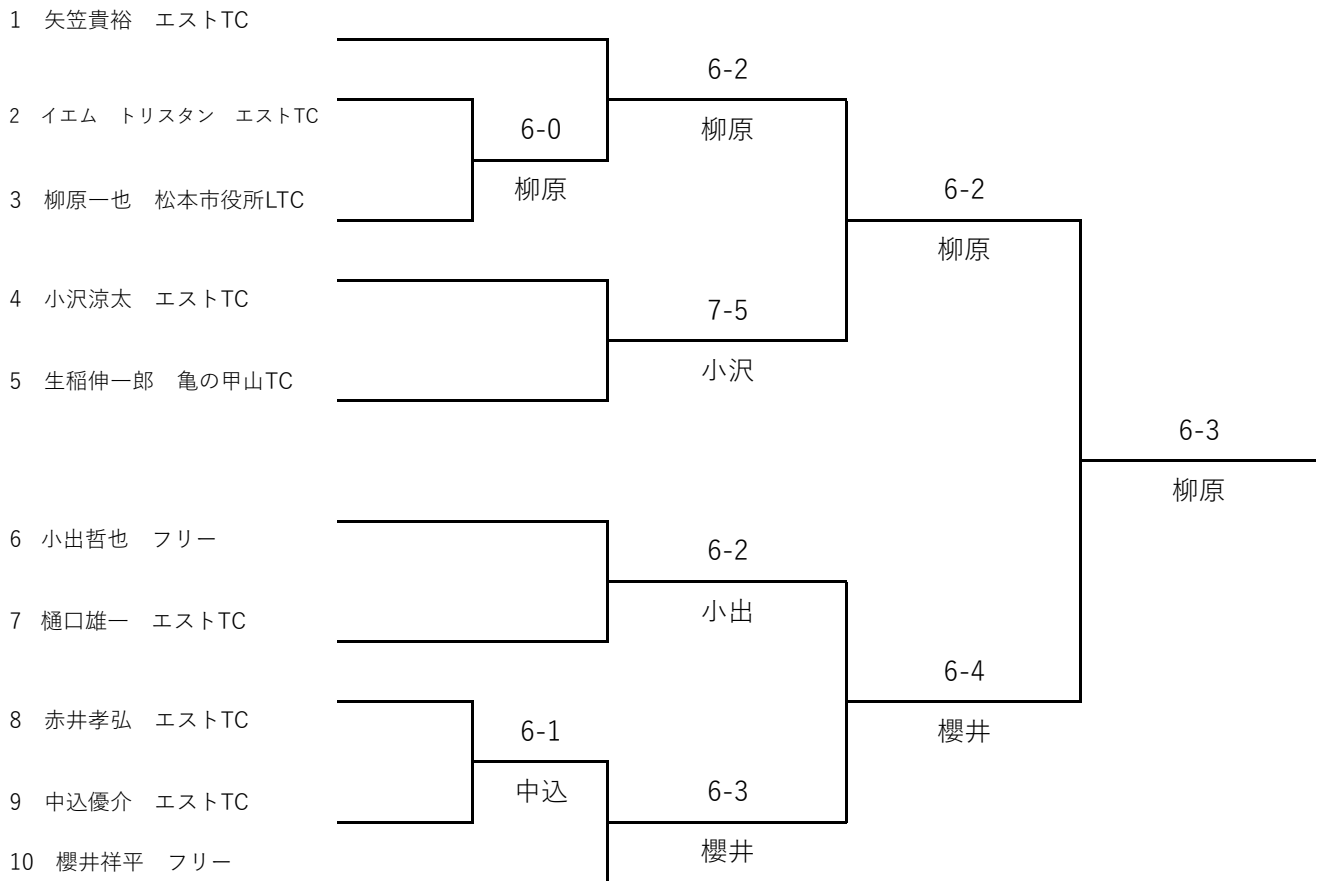 1　矢笠貴裕　エストTC
6-2
2　イエム　トリスタン　エストTC
6-0
柳原
柳原
6-2
3　柳原一也　松本市役所LTC
柳原
4　小沢涼太　エストTC
7-5
小沢
5　生稲伸一郎　亀の甲山TC
6-3
柳原
6　小出哲也　フリー
6-2
小出
7　樋口雄一　エストTC
6-4
8　赤井孝弘　エストTC
6-1
櫻井
中込
6-3
9　中込優介　エストTC
櫻井
10　櫻井祥平　フリー